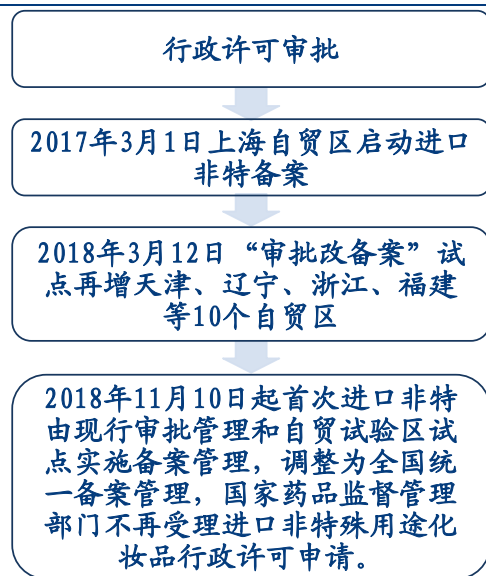 行政许可审批
2017年3月1日上海自贸区启动进口
非特备案
2018年3月12日“审批改备案”试
点再增天津、辽宁、浙江、福建
等10个自贸区
2018年11月10日起首次进口非特
由现行审批管理和自贸试验区试
点实施备案管理，调整为全国统
一备案管理，国家药品监督管理
部门不再受理进口非特殊用途化
妆品行政许可申请。